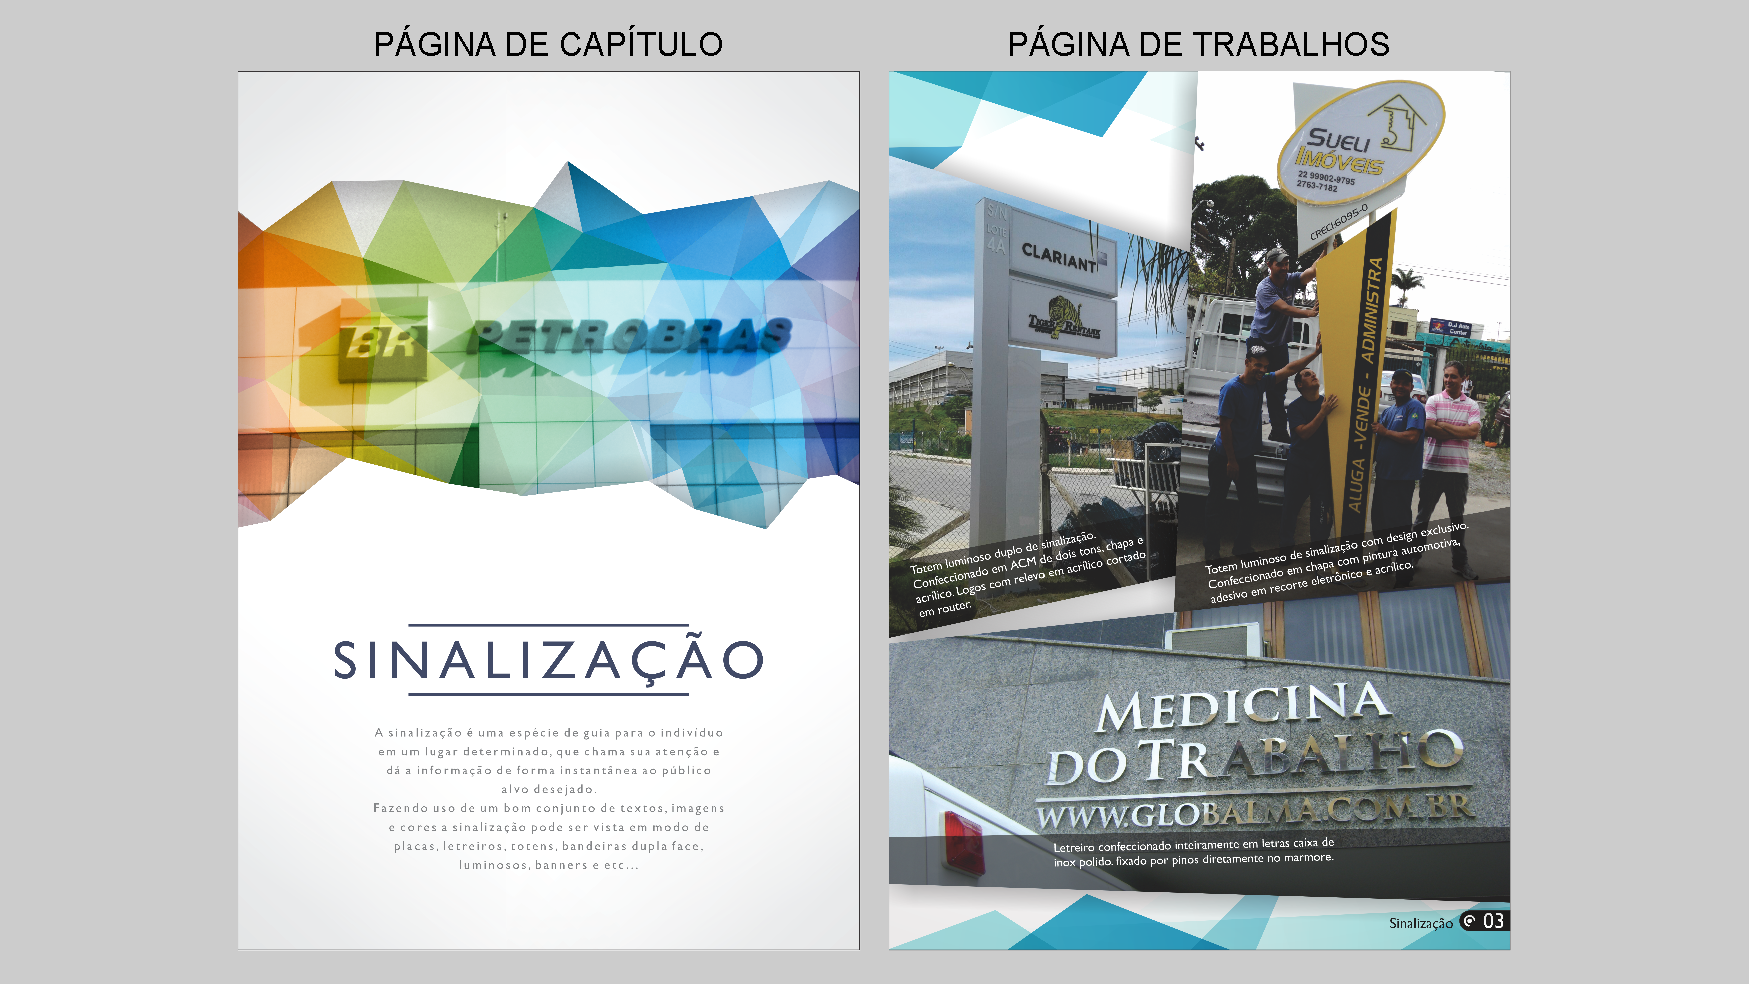 PÁGINA DE CAPÍTULO
BR PETROBRAS
SINALIZAÇÃO
A sinalização é uma espécie de guia para o indivíduo
em um lugar determinado, que chama sua atenção e
dá a informação de forma instantânea ao público
alvo desejado.
Fazendo uso de um bom conjunto de textos, imagens
e cores a sinalização pode ser vista em modo de
placas, letreiros, totens, bandeiras dupla face,
luminosos, banners e etc...
PÁGINA DE TRABALHOS
S/N
LOTE
4A
CLARIANT
TIGER RENTANK
Totem luminoso duplo de sinalização.
Confeccionado em ACM de dois tons, chapa e
acrílico. Logos com relevo em acrílico cortado
em router.
SUELI
IMÓVEIS
22 99902-9795
2763-7182
CRECI-6095-0
ALUGA -VENDE - ADMINISTRA
D.J Auto
Center
Totem luminoso de sinalização com design exclusivo.
Confeccionado em chapa com pintura automotiva,
adesivo em recorte eletrônico e acrílico.
MEDICINA
DO TRABALHO
WWW.GLOBALMA.COM.BR
Letreiro confeccionado inteiramente em letras caixa de
inox polido. fixado por pinos diretamente no marmore.
Sinalização 03